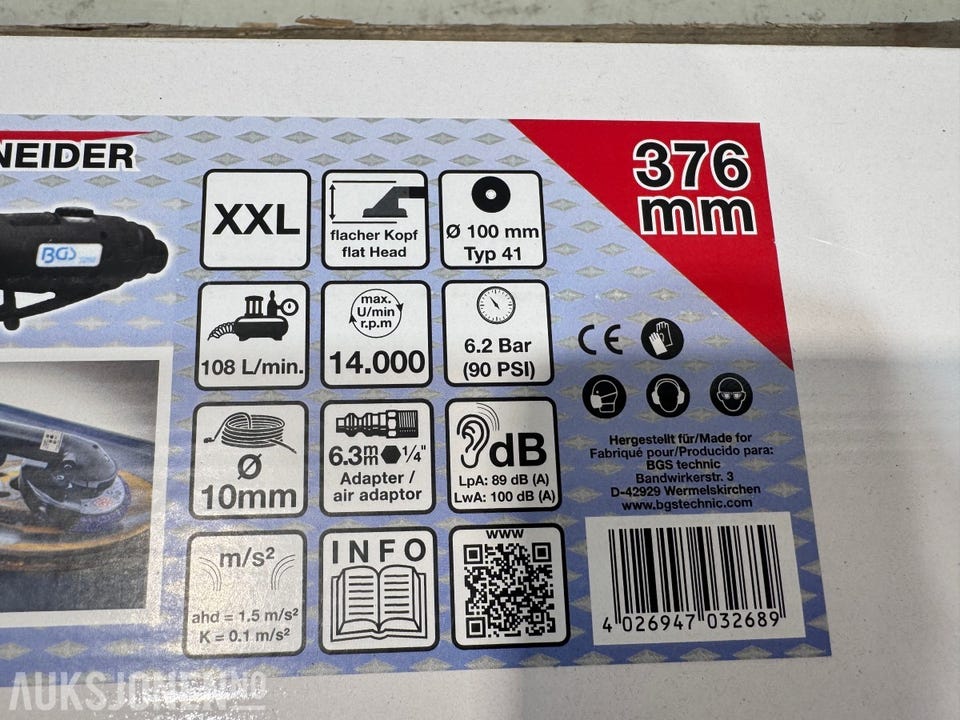 NEIDER
376
mm
BGS
XXL
flacher Kopf
flat Head
Ø 100 mm
Typ 41
108 L/min.
max.
U/min
r.p.m
14.000
6.2 Bar
(90 PSI)
CE
Ø
10mm
6.3mm 1/4"
Adapter /
air adaptor
dB
LpA: 89 dB (A)
LwA: 100 dB (A)
Hergestellt für/Made for
Fabriqué pour/Producido para:
BGS technic
Bandwirkerstr. 3
D-42929 Wermelskirchen
www.bgstechnic.com
m/s²
ahd = 1.5 m/s²
K = 0.1 m/s²
INFO
www
4 026947 032689
AUKSJONEN.NO